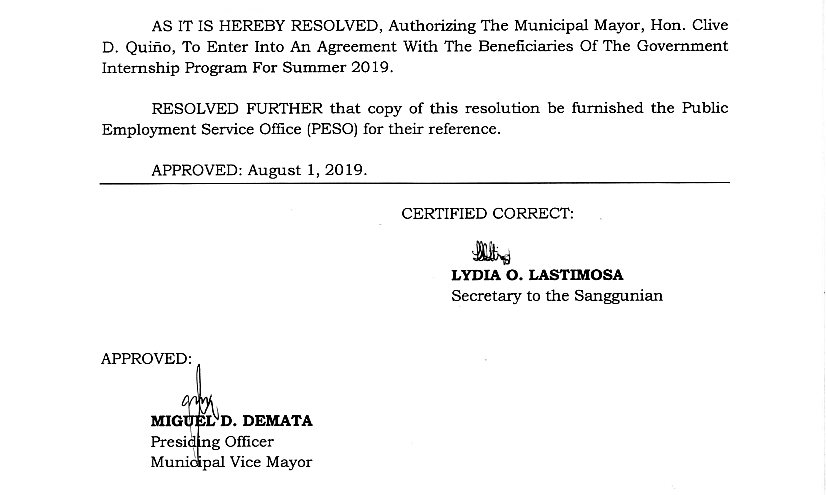 AS IT IS HEREBY RESOLVED, Authorizing The Municipal Mayor, Hon. Clive
D. Quiño, To Enter Into An Agreement With The Beneficiaries Of The Government
Internship Program For Summer 2019.
RESOLVED FURTHER that copy of this resolution be furnished the Public
Employment Service Office (PESO) for their reference.
APPROVED: August 1, 2019.
CERTIFIED CORRECT:
LYDIA O. LASTIMOSA
Secretary to the Sanggunian
APPROVED:
MIGUEL D. DEMATA
Presiding Officer
Municipal Vice Mayor